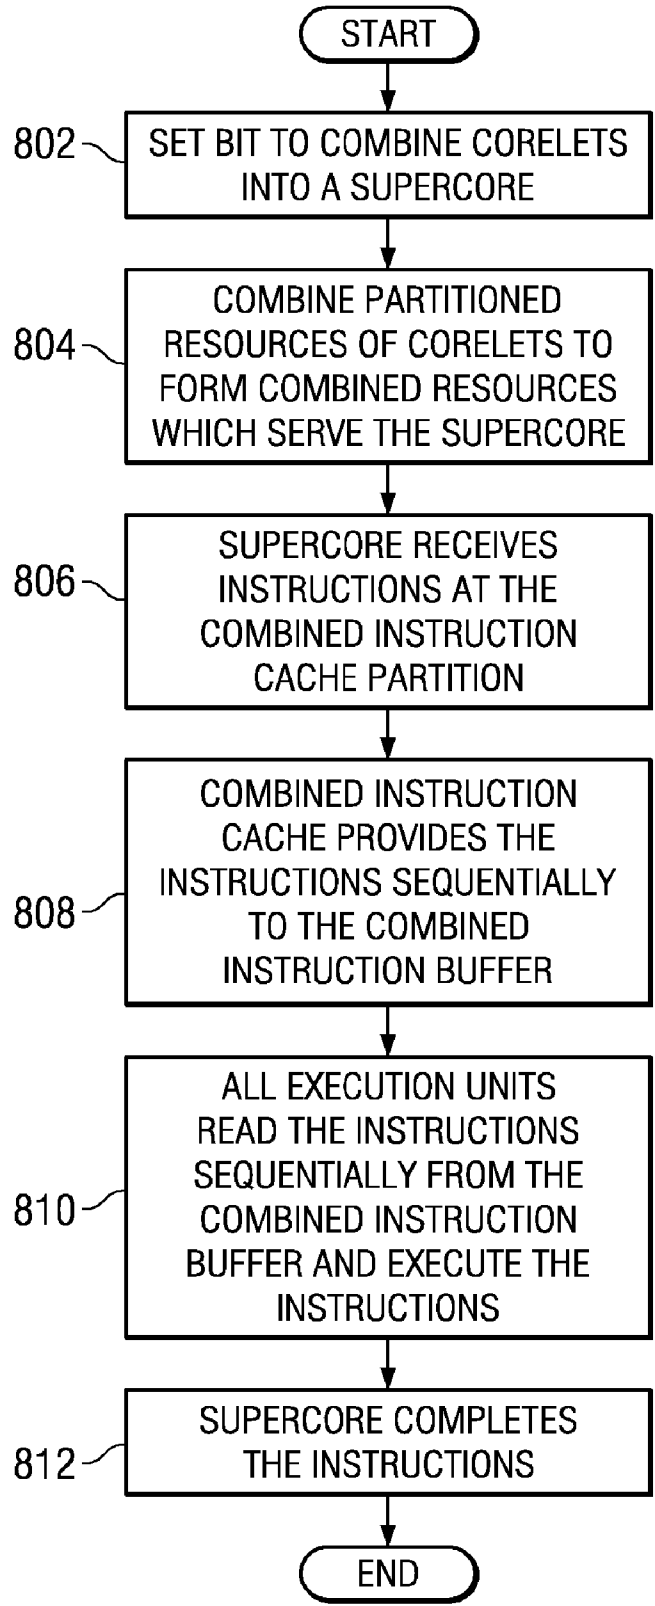 START
802
SET BIT TO COMBINE CORELETS
INTO A SUPERCORE
804
COMBINE PARTITIONED
RESOURCES OF CORELETS TO
FORM COMBINED RESOURCES
WHICH SERVE THE SUPERCORE
806
SUPERCORE RECEIVES
INSTRUCTIONS AT THE
COMBINED INSTRUCTION
CACHE PARTITION
808
COMBINED INSTRUCTION
CACHE PROVIDES THE
INSTRUCTIONS SEQUENTIALLY
TO THE COMBINED
INSTRUCTION BUFFER
810
ALL EXECUTION UNITS
READ THE INSTRUCTIONS
SEQUENTIALLY FROM THE
COMBINED INSTRUCTION
BUFFER AND EXECUTE THE
INSTRUCTIONS
812
SUPERCORE COMPLETES
THE INSTRUCTIONS
END